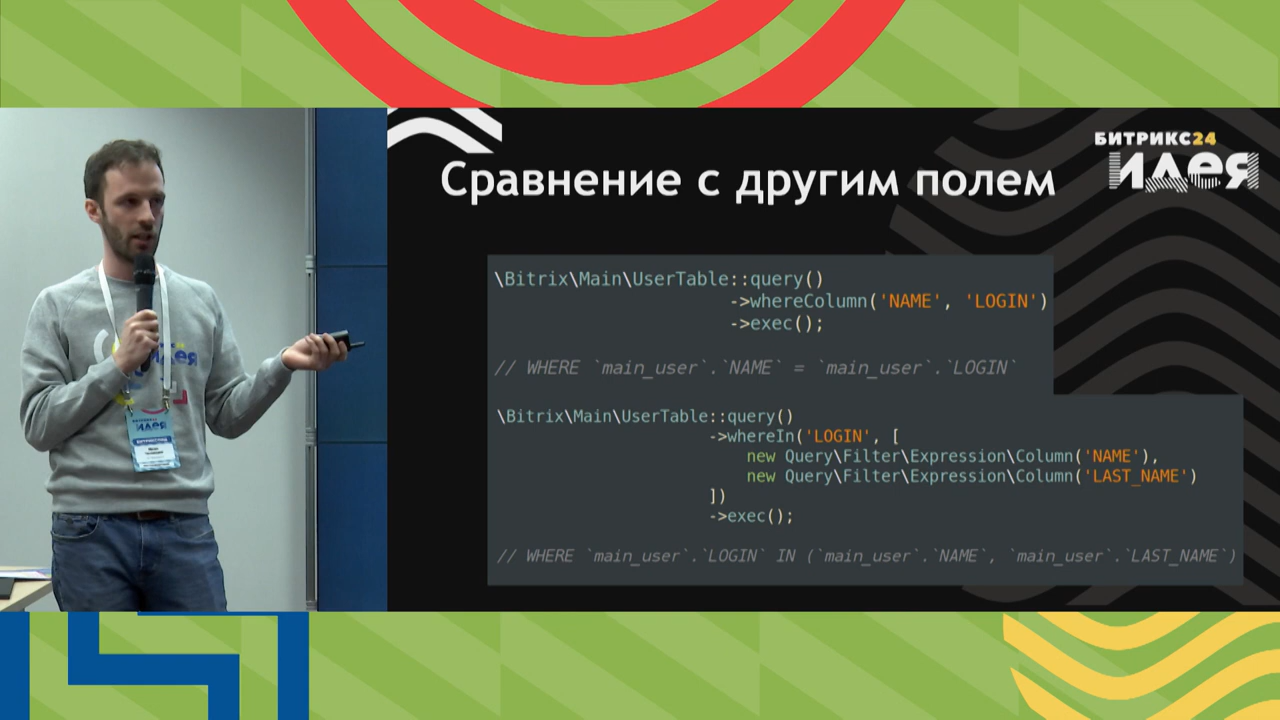 Сравнение с другим полем
БИТРИКС24
идея
\Bitrix\Main\UserTable::query()
->whereColumn('NAME', 'LOGIN')
->exec();
// WHERE `main_user`.`NAME` = `main_user`.`LOGIN`
\Bitrix\Main\UserTable::query()
->whereIn('LOGIN', [
new Query\Filter\Expression\Column('NAME'),
new Query\Filter\Expression\Column('LAST_NAME')
])
->exec();
// WHERE `main_user`.`LOGIN` IN (`main_user`.`NAME`, `main_user`.`LAST_NAME`)
идея
идея